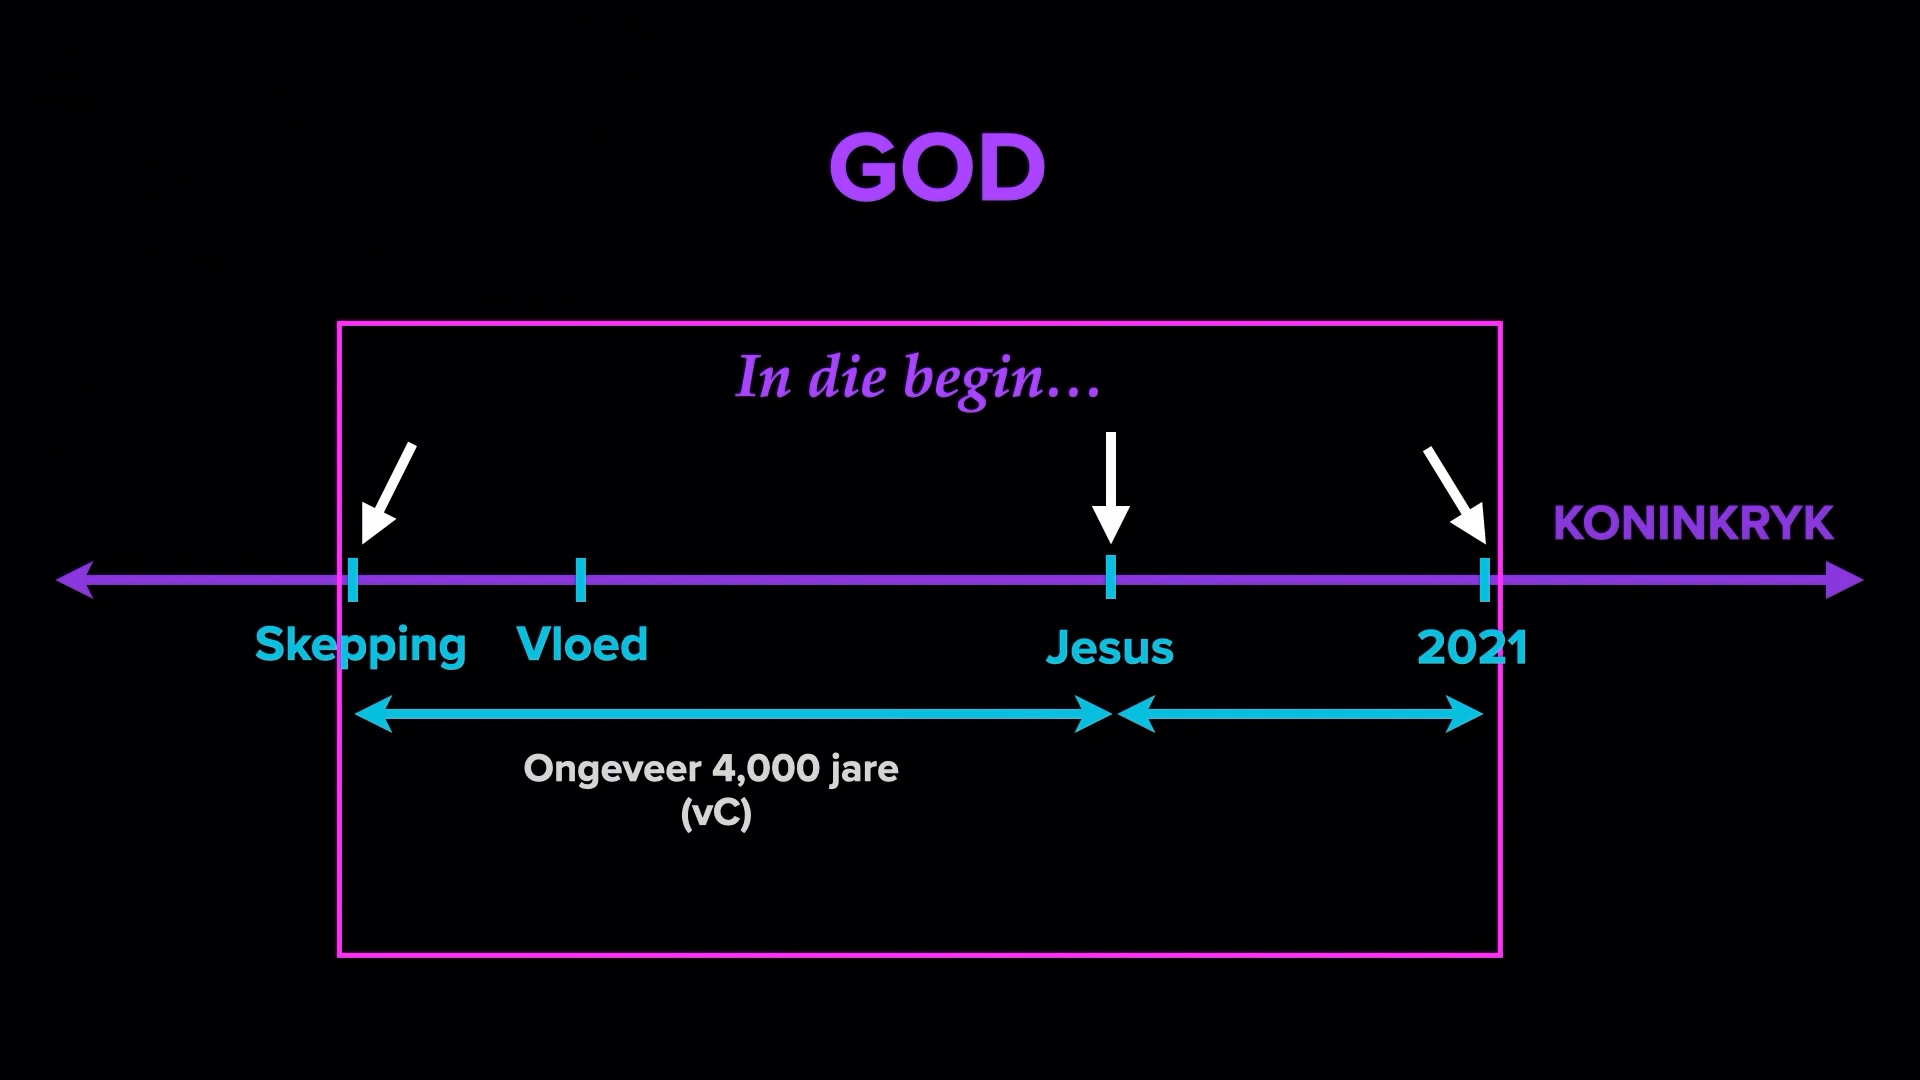 GOD
In die begin...
KONINKRYK
Skepping
Vloed
Jesus
2021
Ongeveer 4,000 jare
(vC)